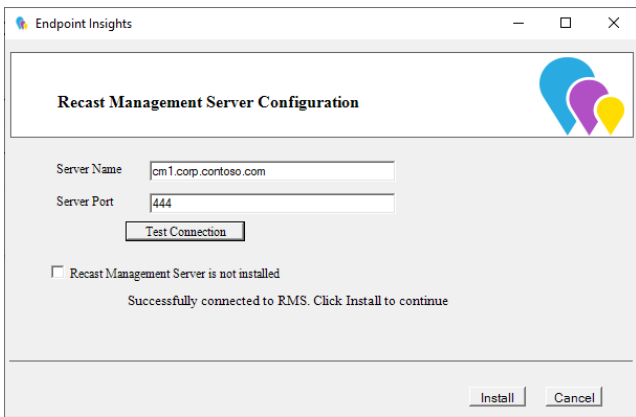 Endpoint Insights
Recast Management Server Configuration
Server Name cm1.corp.contoso.com
Server Port 444
Test Connection
Recast Management Server is not installed
Successfully connected to RMS. Click Install to continue
Install Cancel